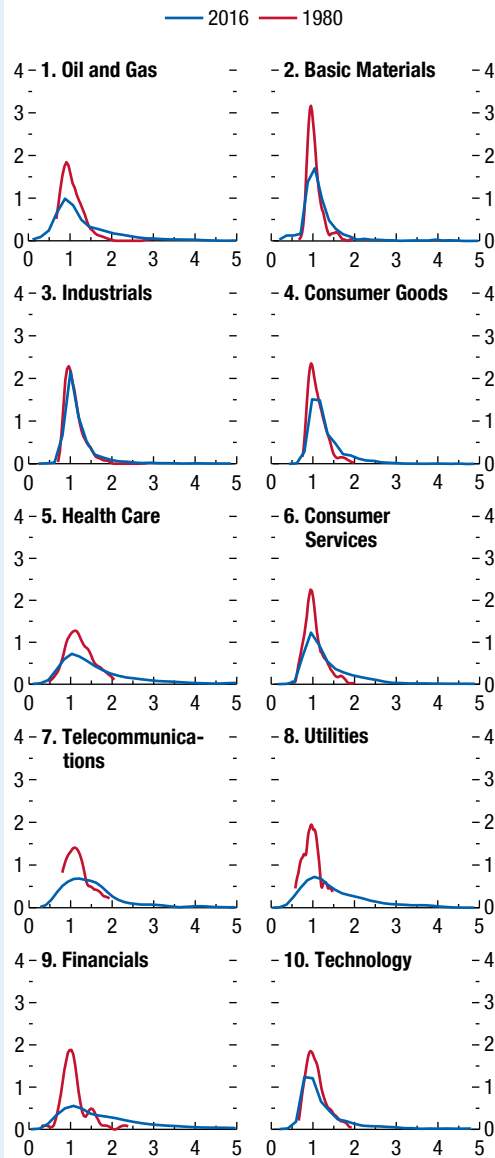 2016 1980
1. Oil and Gas
4
3
2
1
0
0 1 2 3 4 5
2. Basic Materials
4
3
2
1
0
0 1 2 3 4 5
3. Industrials
4
3
2
1
0
0 1 2 3 4 5
4. Consumer Goods
4
3
2
1
0
0 1 2 3 4 5
5. Health Care
4
3
2
1
0
0 1 2 3 4 5
6. Consumer
Services
4
3
2
1
0
0 1 2 3 4 5
7. Telecommunica-
tions
4
3
2
1
0
0 1 2 3 4 5
8. Utilities
4
3
2
1
0
0 1 2 3 4 5
9. Financials
4
3
2
1
0
0 1 2 3 4 5
10. Technology
4
3
2
1
0
0 1 2 3 4 5